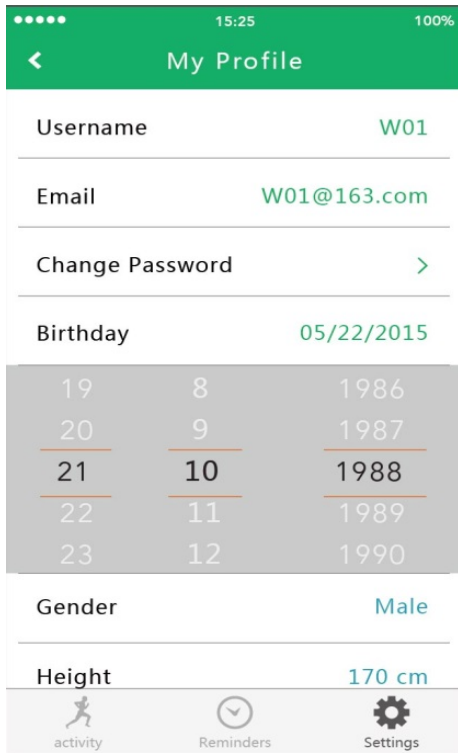 15:25 100%
My Profile
Username W01
Email W01@163.com
Change Password >
Birthday 05/22/2015
19 8 1986
20 9 1987
21 10 1988
22 11 1989
23 12 1990
Gender Male
Height 170 cm
activity Reminders Settings